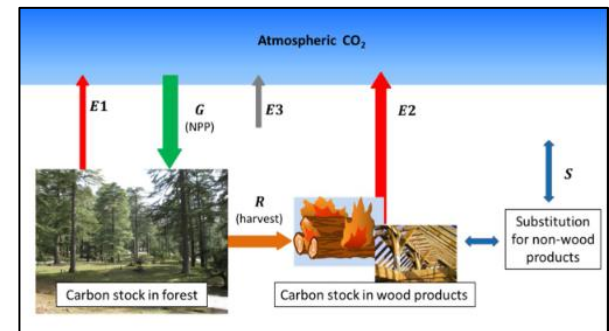 Atmospheric CO₂
E1
G
(NPP)
E3
E2
S
R
(harvest)
Substitution
for non-wood
products
Carbon stock in forest
Carbon stock in wood products